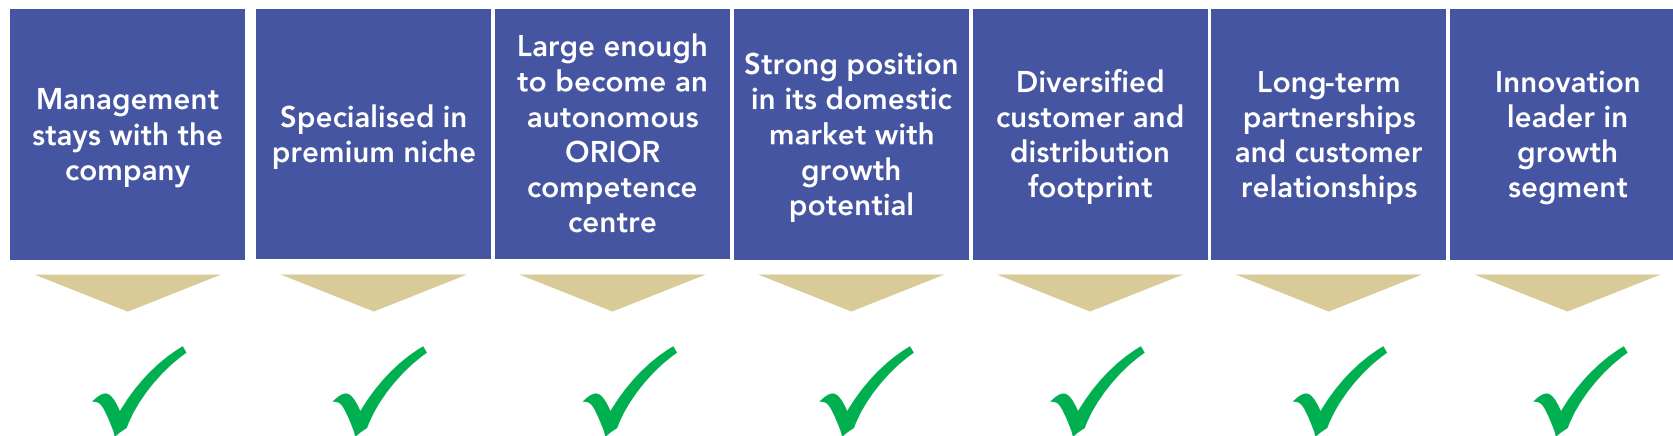 Management
stays with the
company
Specialised in
premium niche
Large enough
to become an
autonomous
ORIOR
competence
centre
Strong position
in its domestic
market with
growth
potential
Diversified
customer and
distribution
footprint
Long-term
partnerships
and customer
relationships
Innovation
leader in
growth
segment